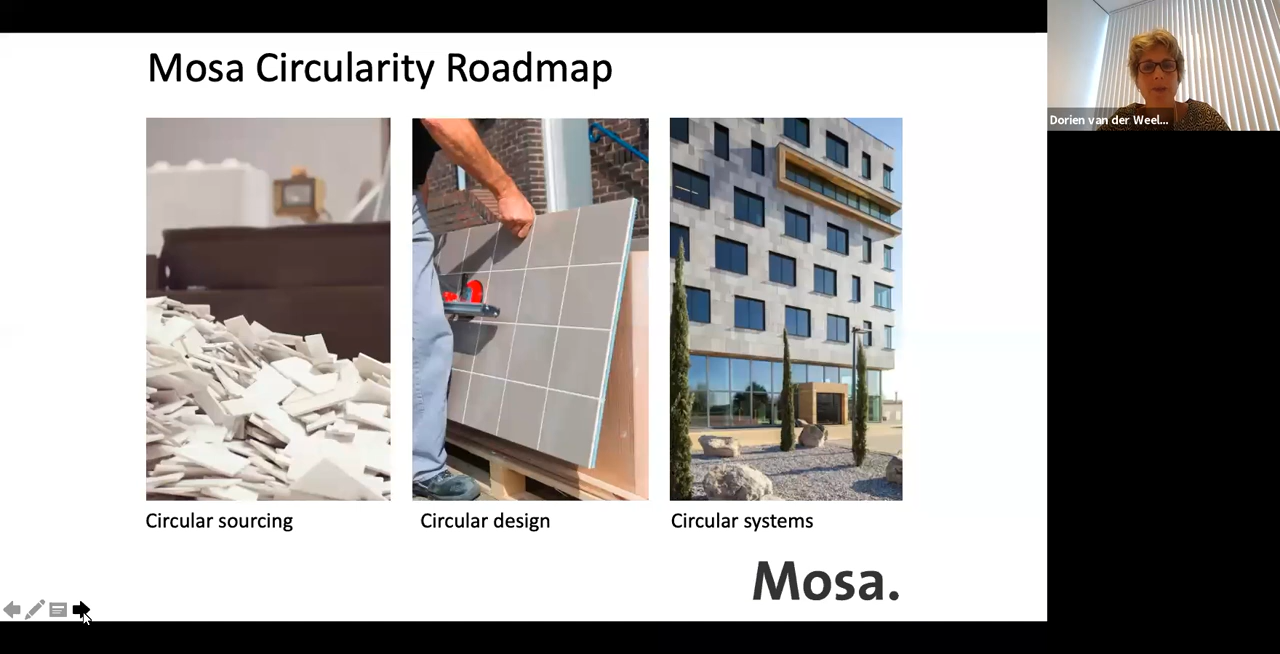 Mosa Circularity Roadmap
Dorien van der Weel...
Circular sourcing
Circular design
Circular systems
Mosa.